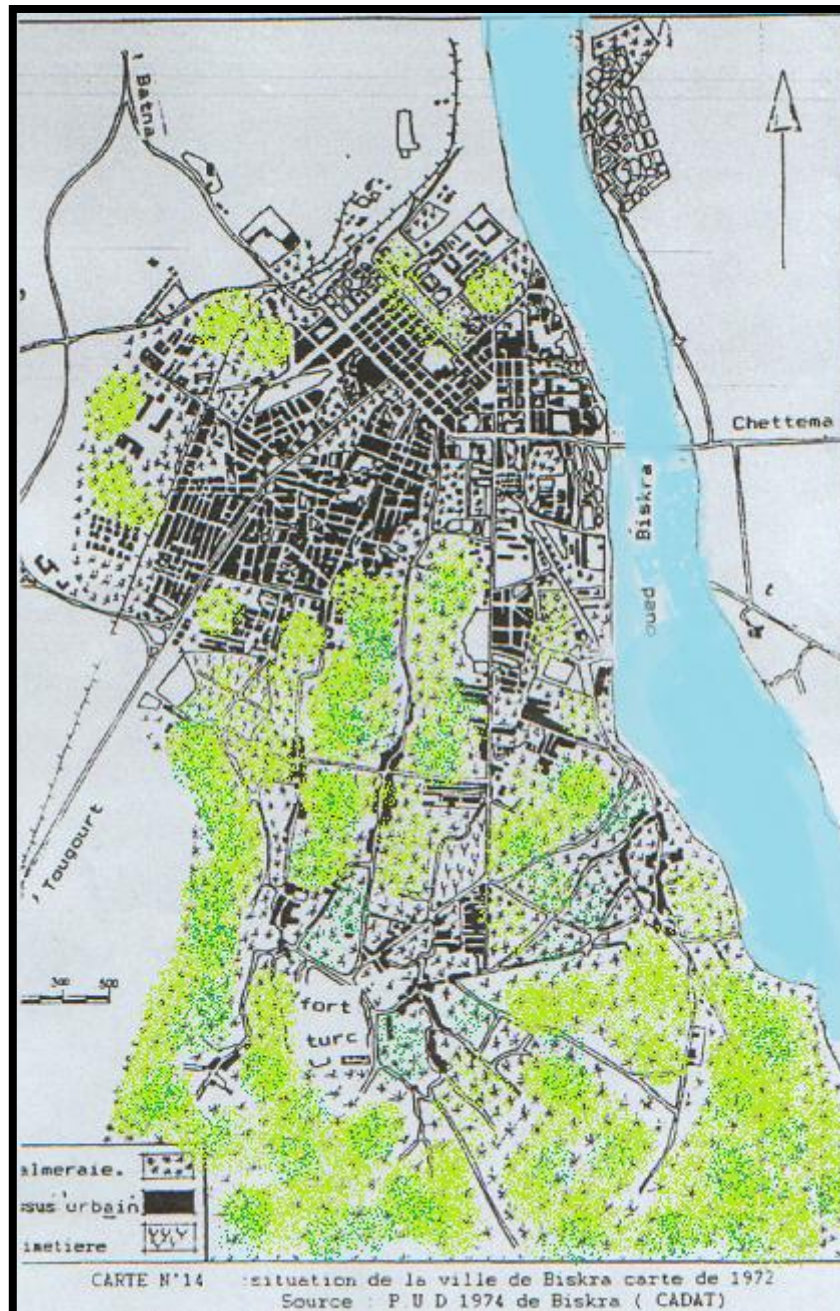 Batna
Chettema
oued Biskra
Tougourt
300 500
fort
turc
almeraie.
ssus urbain
imetiere
CARTE N°14 :situation de la ville de Biskra carte de 1972
Source : P.U D 1974 de Biskra ( CADAT)